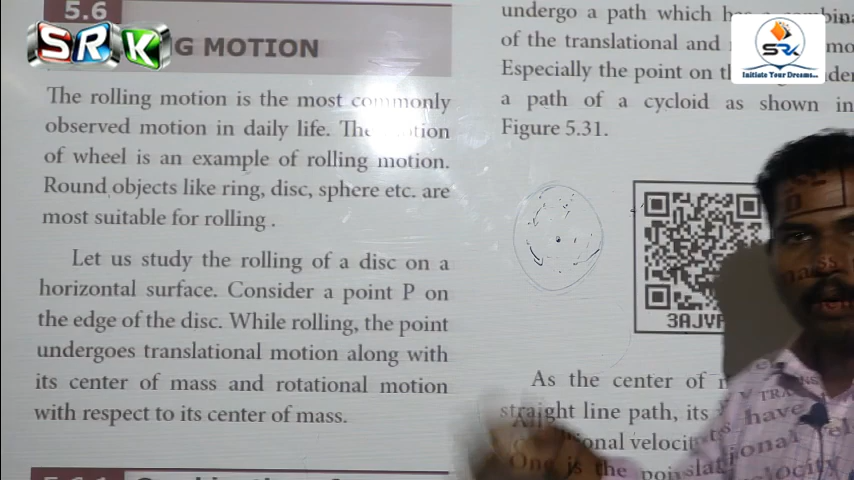 5.6
SRK
G MOTION
The rolling motion is the most commonly
observed motion in daily life. The motion
of wheel is an example of rolling motion.
Round objects like ring, disc, sphere etc. are
most suitable for rolling .
Let us study the rolling of a disc on a
horizontal surface. Consider a point P on
the edge of the disc. While rolling, the point
undergoes translational motion along with
its center of mass and rotational motion
with respect to its center of mass.
undergo a path which
of the translational and
Especially the point on
a path of a cycloid as shown in
Figure 5.31.
SRK
Initiate Your Dreams..
3AJVP
As the center of
straight line path, its
velocity
One is the
have